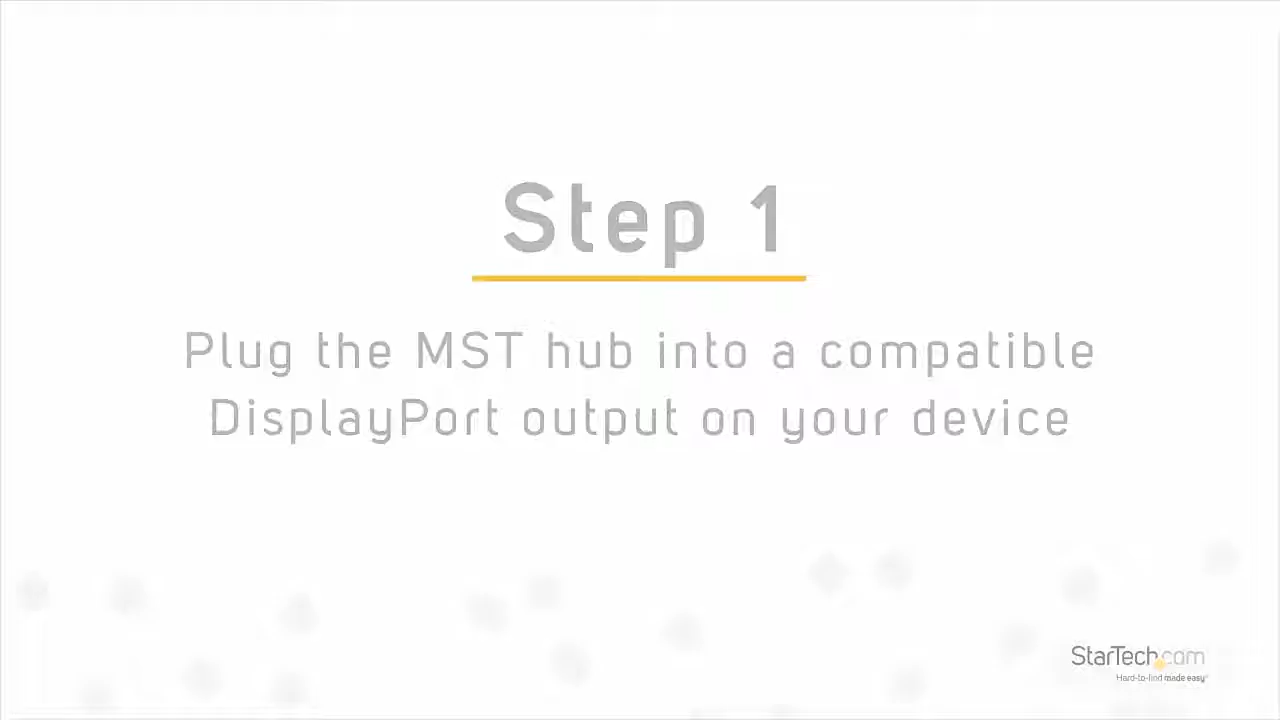 Step 1
Plug the MST hub into a compatible
DisplayPort output on your device
StarTech.com
Hard-to-find made easy®